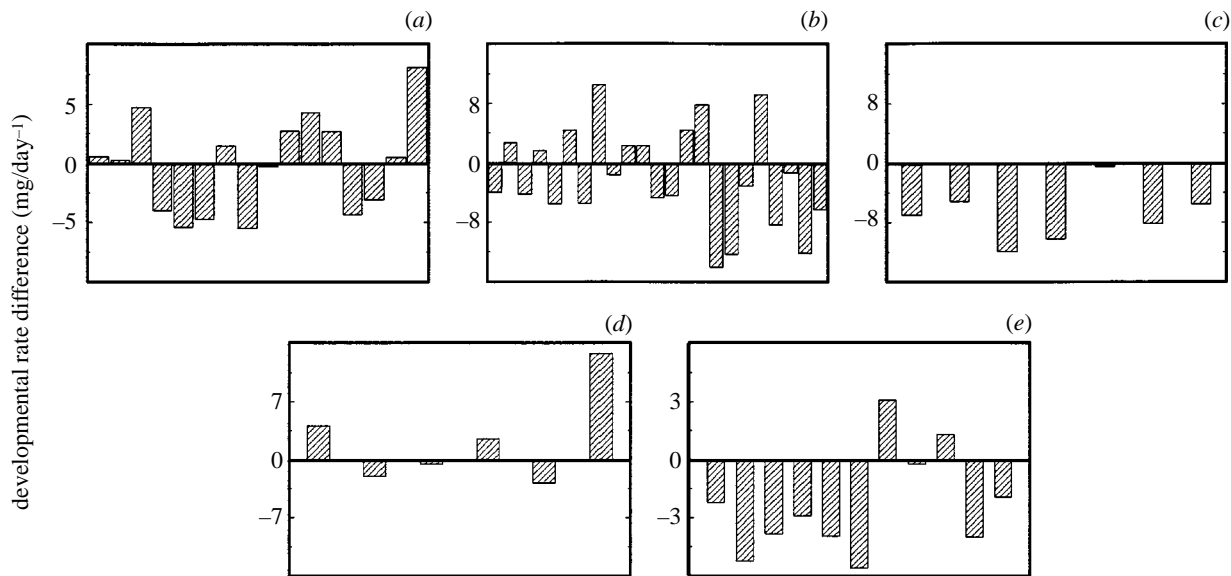 (a)
(b)
(c)
developmental rate difference (mg/day⁻¹)
5
0
−5
8
0
−8
8
0
−8
(d)
(e)
7
0
−7
3
0
−3